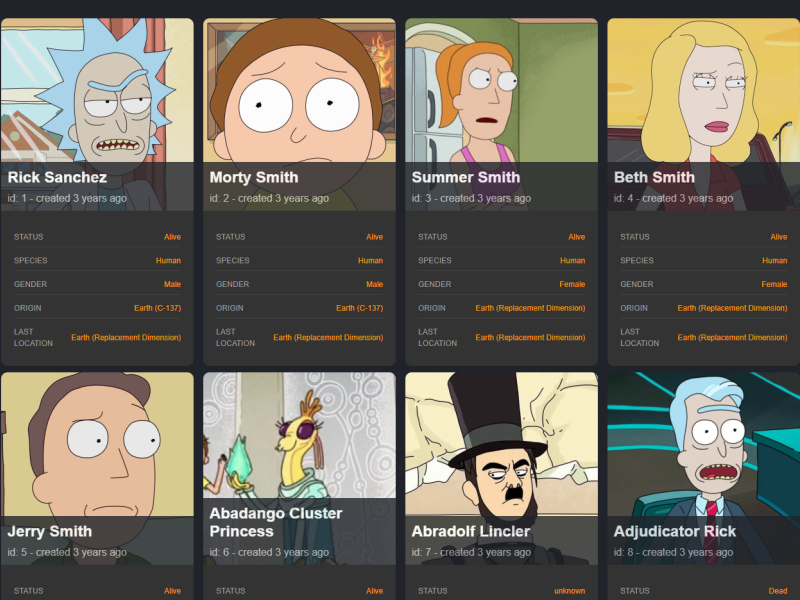 Rick Sanchez
id: 1 - created 3 years ago
STATUS Alive
SPECIES Human
GENDER Male
ORIGIN Earth (C-137)
LAST LOCATION Earth (Replacement Dimension)
Morty Smith
id: 2 - created 3 years ago
STATUS Alive
SPECIES Human
GENDER Male
ORIGIN Earth (C-137)
LAST LOCATION Earth (Replacement Dimension)
Summer Smith
id: 3 - created 3 years ago
STATUS Alive
SPECIES Human
GENDER Female
ORIGIN Earth (Replacement Dimension)
LAST LOCATION Earth (Replacement Dimension)
Beth Smith
id: 4 - created 3 years ago
STATUS Alive
SPECIES Human
GENDER Female
ORIGIN Earth (Replacement Dimension)
LAST LOCATION Earth (Replacement Dimension)
Jerry Smith
id: 5 - created 3 years ago
STATUS Alive
Abadango Cluster
Princess
id: 6 - created 3 years ago
STATUS Alive
Abradolf Lincler
id: 7 - created 3 years ago
STATUS unknown
Adjudicator Rick
id: 8 - created 3 years ago
STATUS Dead